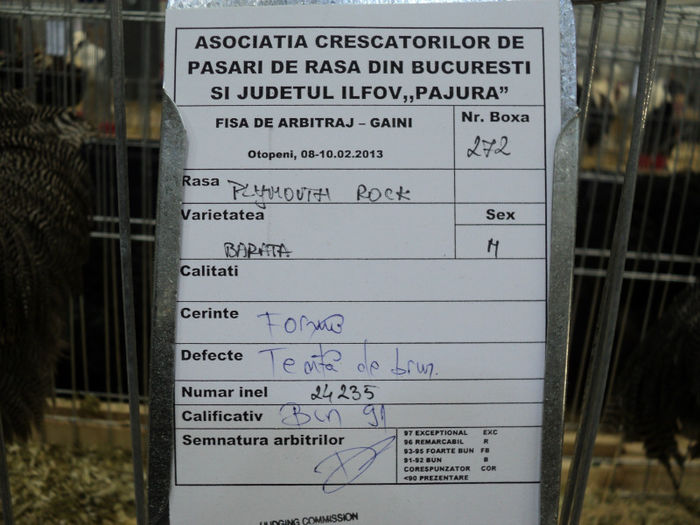 ASOCIATIA CRESCATORILOR DE
PASARI DE RASA DIN BUCURESTI
SI JUDETUL ILFOV,,PAJURA”
FISA DE ARBITRAJ – GAINI
Nr. Boxa
Otopeni, 08-10.02.2013
272
Rasa PLYMOUTH ROCK
Varietatea
Sex
BARATA
M
Calitati
Cerinte Forma
Defecte Tentă de brun.
Numar inel 24235
Calificativ Bun 91
Semnatura arbitrilor
97 EXCEPTIONAL EXC
96 REMARCABIL R
93-95 FOARTE BUN FB
91-92 BUN B
CORESPUNZATOR COR
<90 PREZENTARE
JUDGING COMMISSION